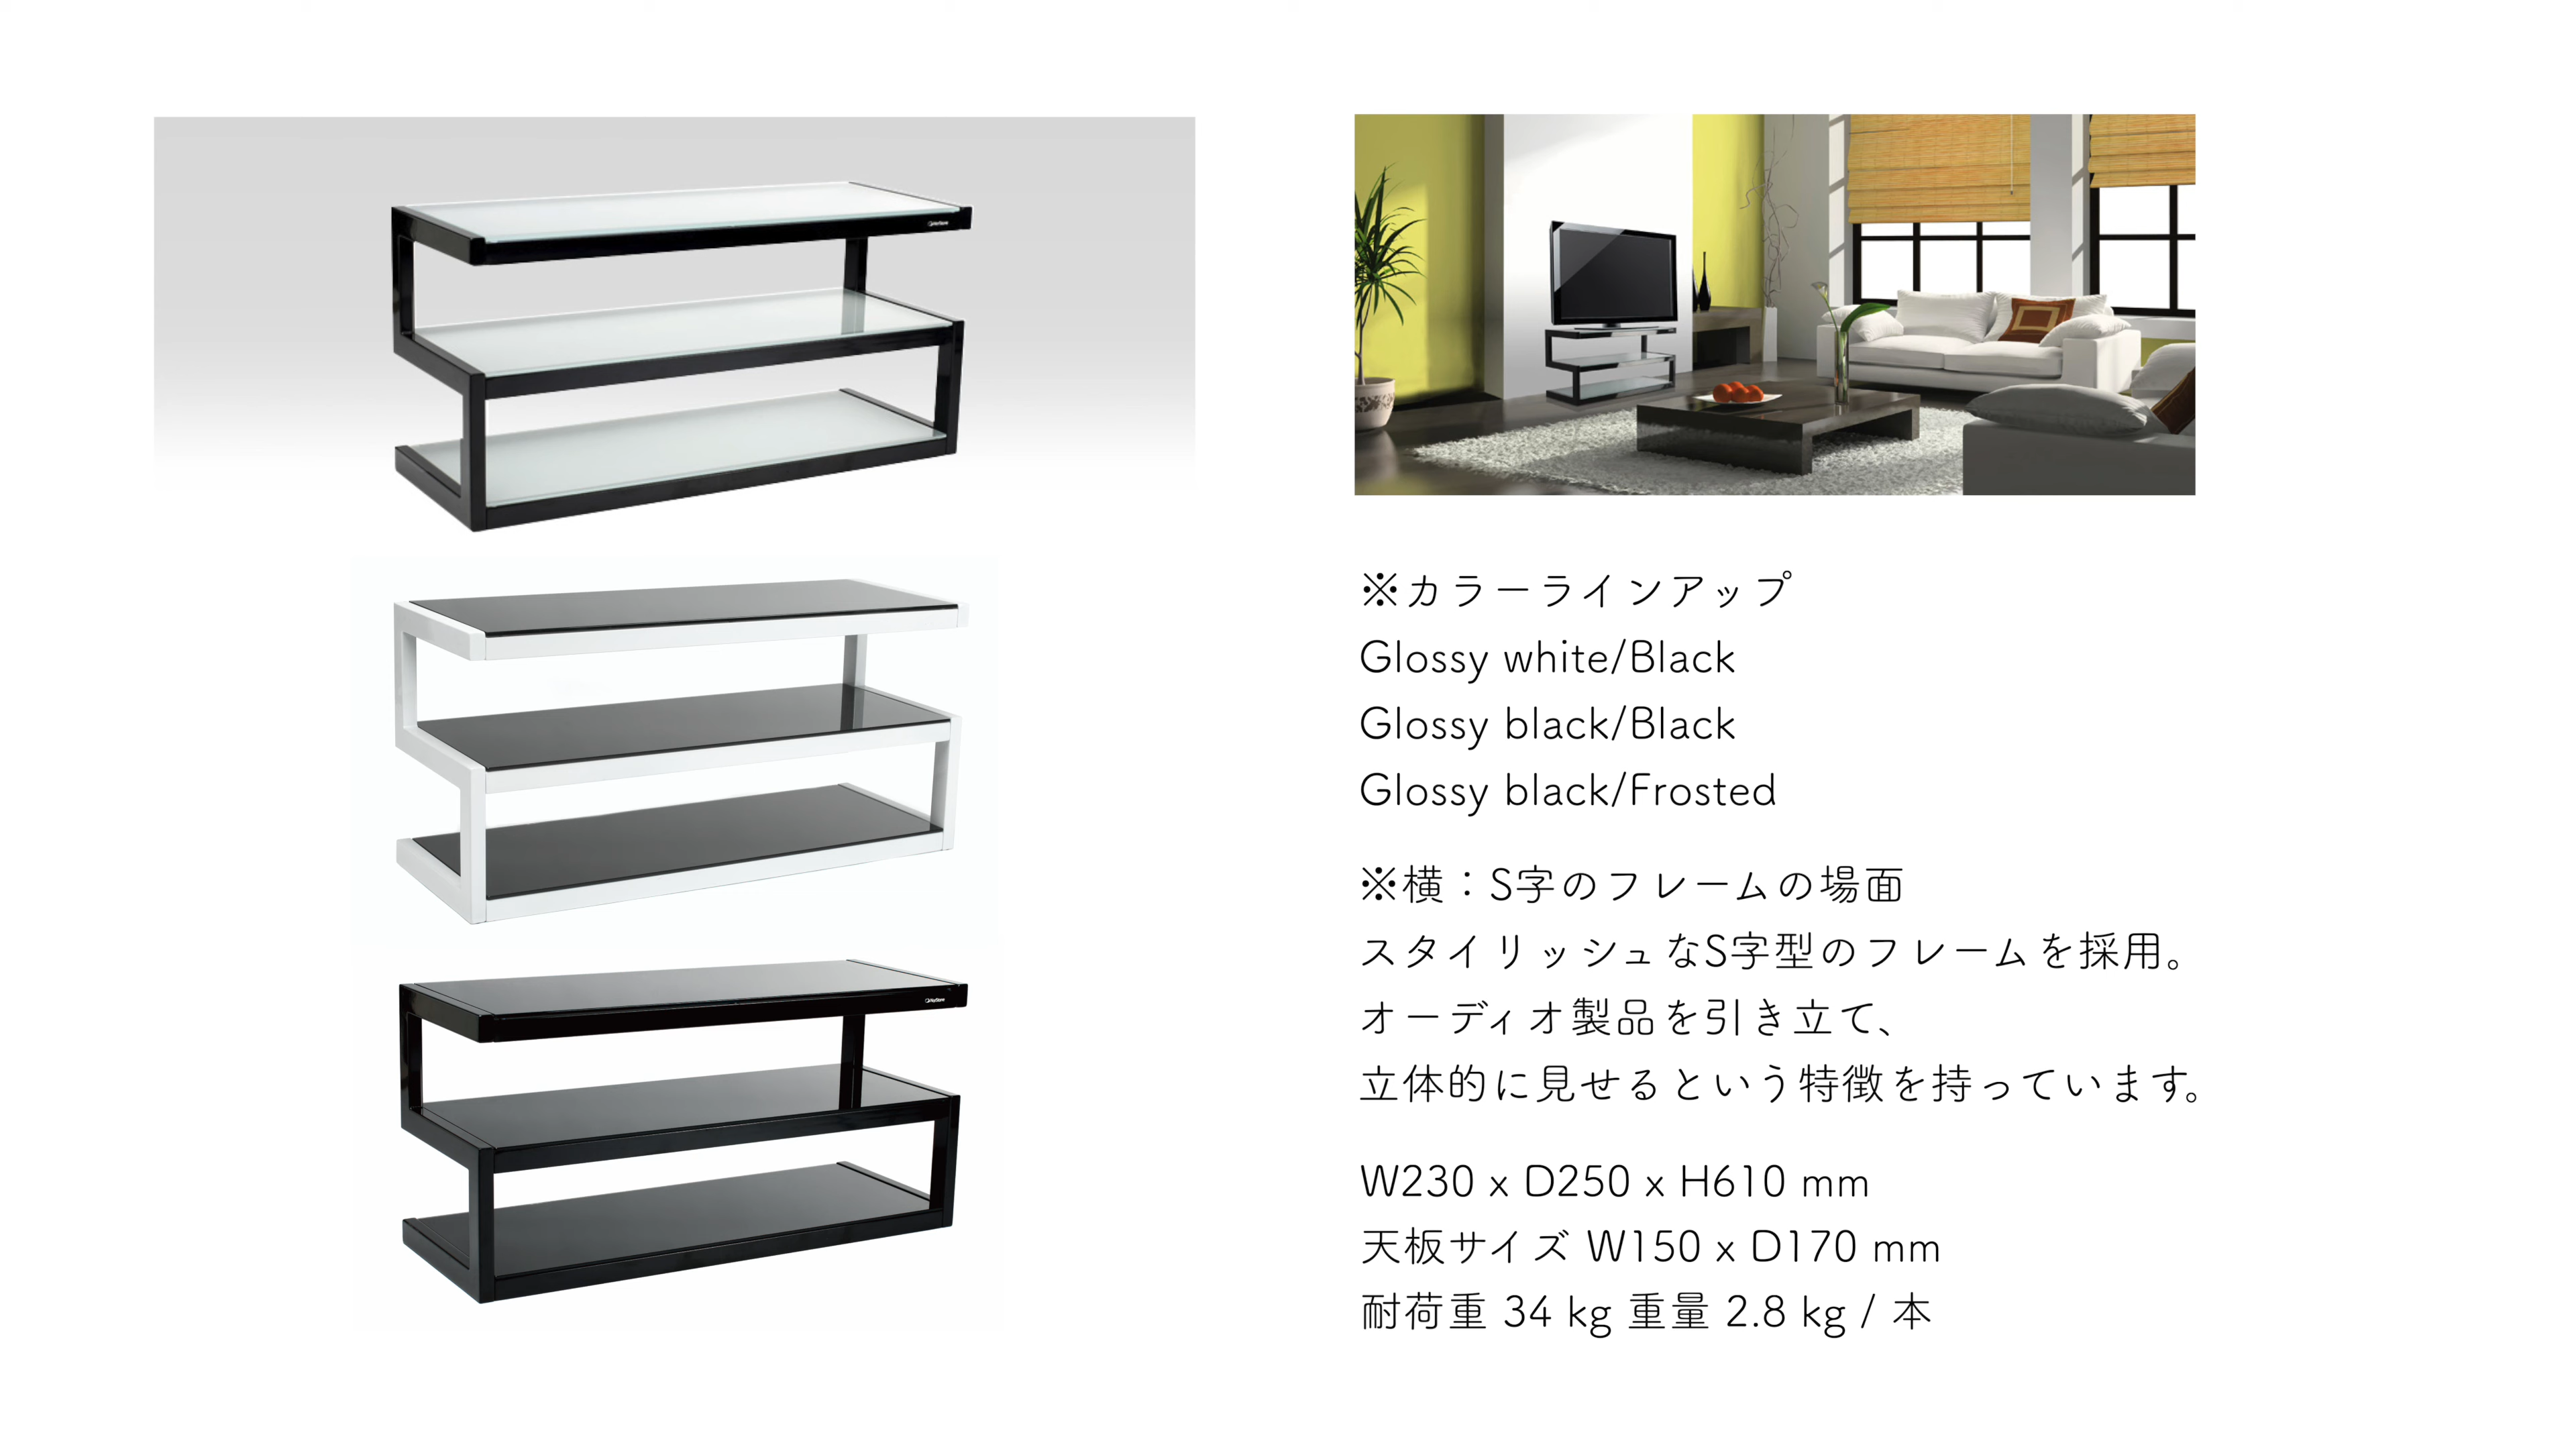 ※カラーラインアップ
Glossy white/Black
Glossy black/Black
Glossy black/Frosted
※横：S字のフレームの場面
スタイリッシュなS字型のフレームを採用。
オーディオ製品を引き立て、
立体的に見せるという特徴を持っています。
W230 x D250 x H610 mm
天板サイズ W150 x D170 mm
耐荷重 34 kg 重量 2.8 kg / 本